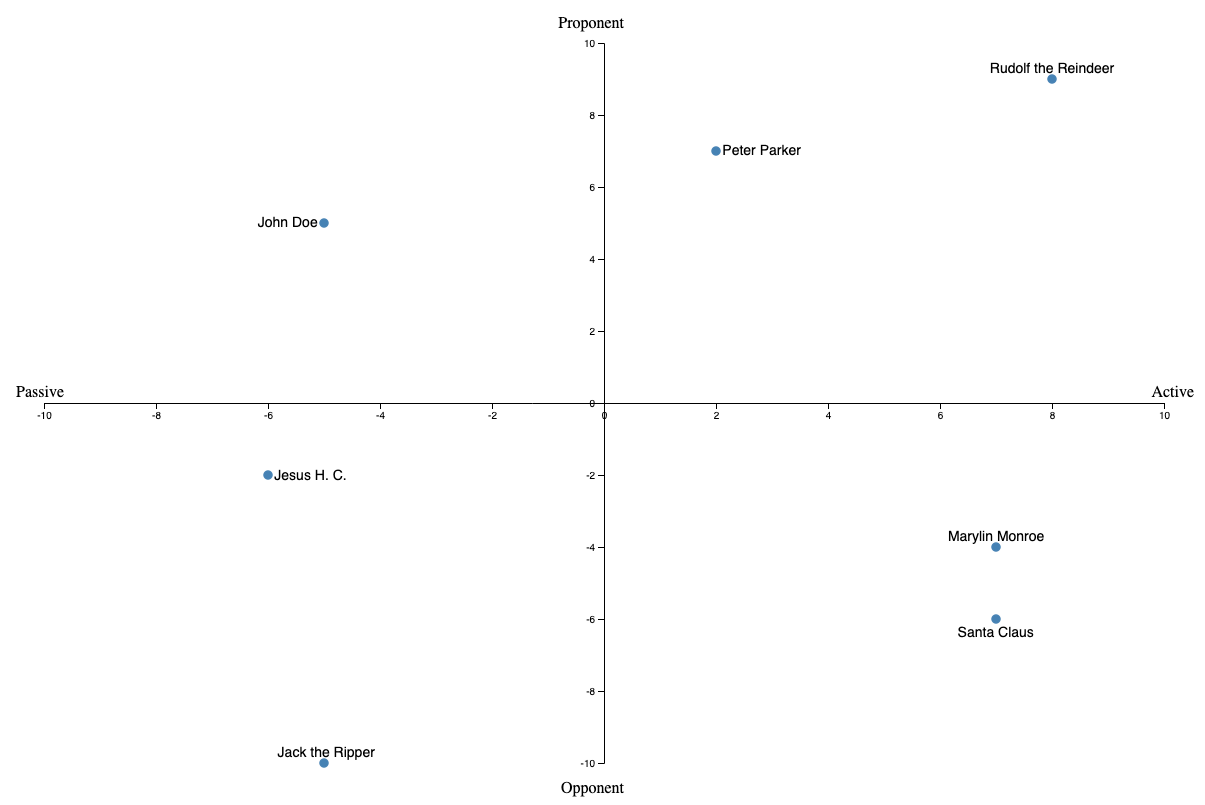 Proponent
10
Rudolf the Reindeer
8
Peter Parker
6
John Doe
4
2
Passive
Active
0
-10 -8 -6 -4 -2 0 2 4 6 8 10
-2
Jesus H. C.
Marylin Monroe
-4
-6
Santa Claus
-8
Jack the Ripper
-10
Opponent